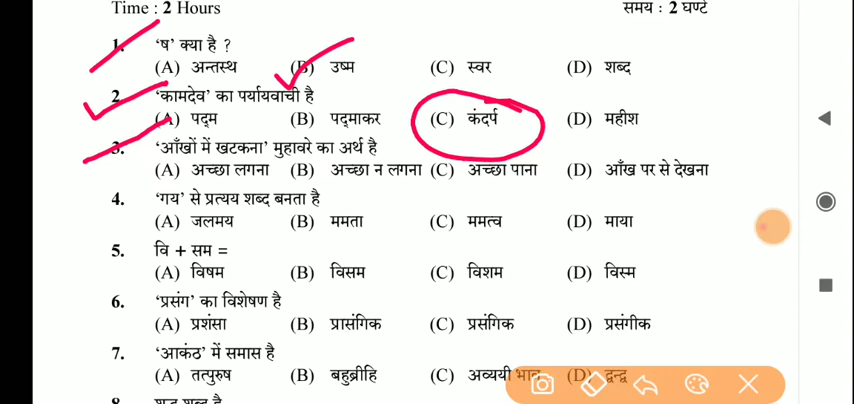 Time : 2 Hours समय : 2 घण्टे
1. 'ष' क्या है ?
(A) अन्तस्थ (B) उष्म (C) स्वर (D) शब्द
2. 'कामदेव' का पर्यायवाची है
(A) पद्म (B) पद्माकर (C) कंदर्प (D) महीश
3. 'आँखों में खटकना' मुहावरे का अर्थ है
(A) अच्छा लगना (B) अच्छा न लगना (C) अच्छा पाना (D) आँख पर से देखना
4. 'गय' से प्रत्यय शब्द बनता है
(A) जलमय (B) ममता (C) ममत्व (D) माया
5. वि + सम =
(A) विषम (B) विसम (C) विशम (D) विस्म
6. 'प्रसंग' का विशेषण है
(A) प्रशंसा (B) प्रासंगिक (C) प्रसंगिक (D) प्रसंगीक
7. 'आकंठ' में समास है
(A) तत्पुरुष (B) बहुब्रीहि (C) अव्ययी भाव (D) द्वन्द्व